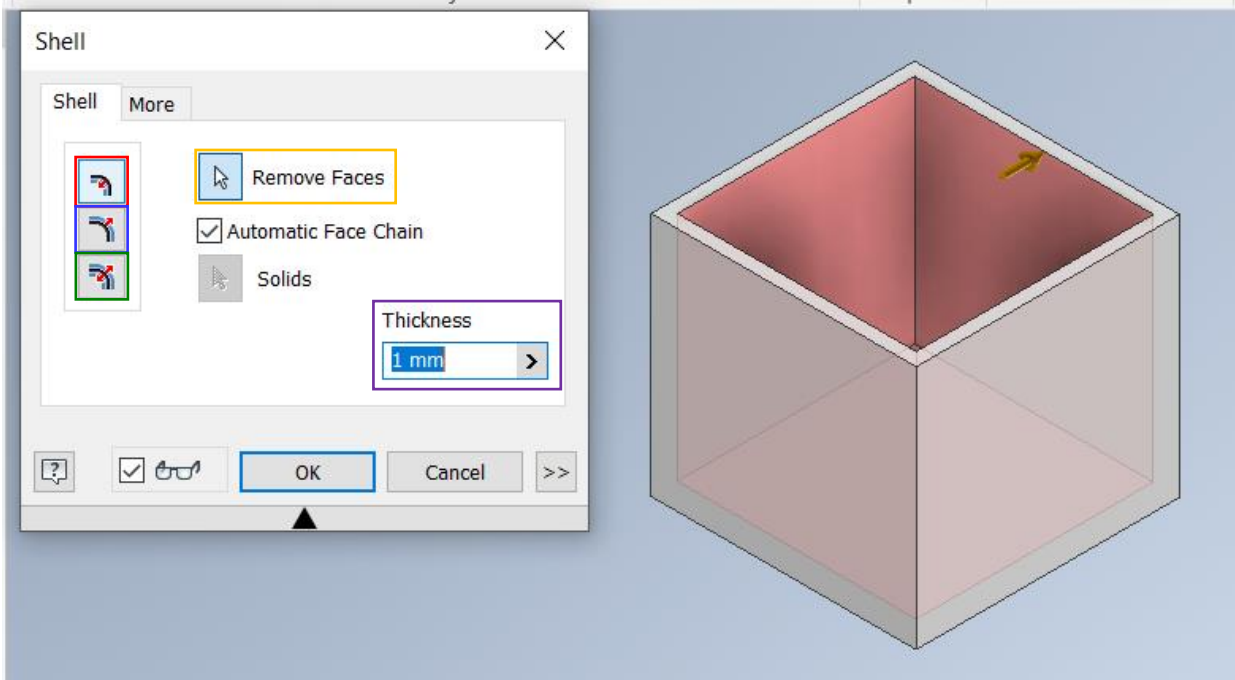 Shell
Shell More
Remove Faces
Automatic Face Chain
Solids
Thickness
1 mm >
? OK Cancel >>